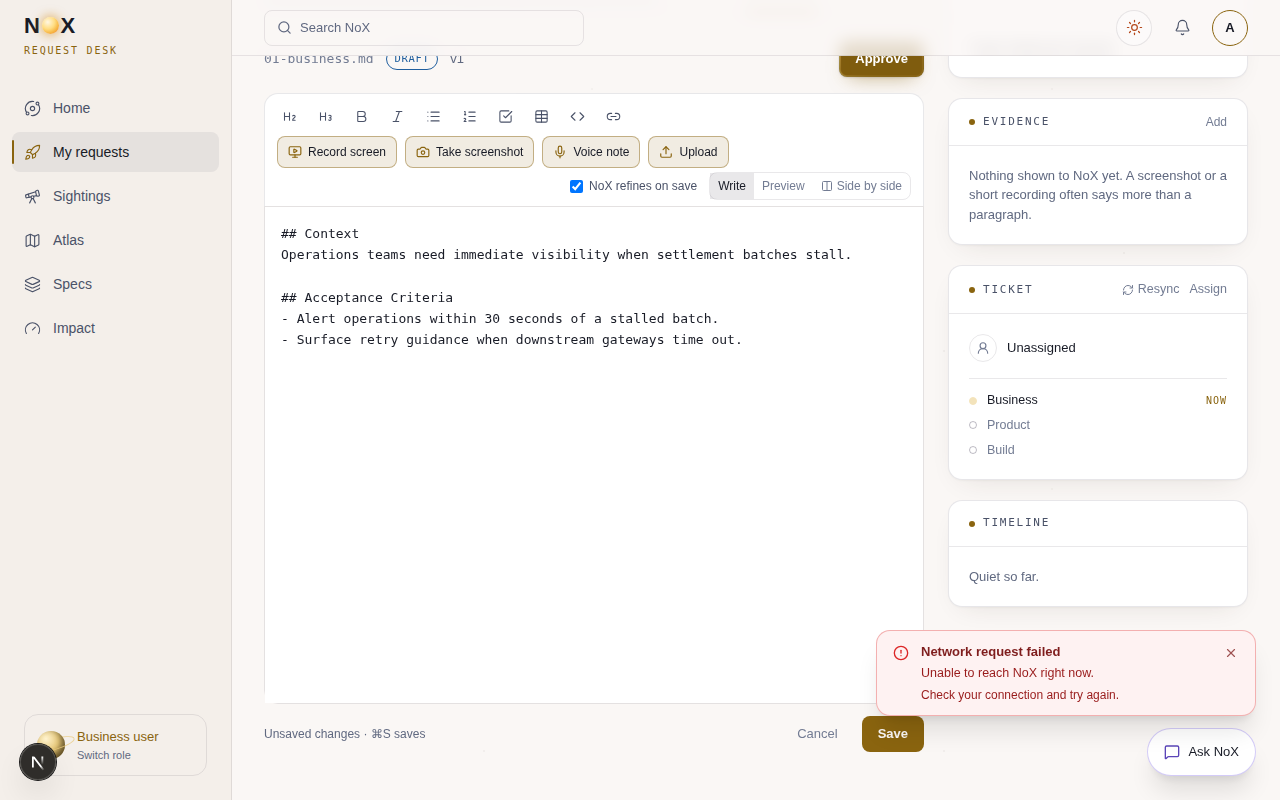 NOX
REQUEST DESK
Search NoX
A
Home
My requests
Sightings
Atlas
Specs
Impact
Business user
Switch role
N
01-business.md DRAFT v1
Approve
H2 H3 B I
Record screen Take screenshot Voice note Upload
NoX refines on save Write Preview Side by side
## Context
Operations teams need immediate visibility when settlement batches stall.
## Acceptance Criteria
- Alert operations within 30 seconds of a stalled batch.
- Surface retry guidance when downstream gateways time out.
Unsaved changes · ⌘S saves
Cancel Save
EVIDENCE Add
Nothing shown to NoX yet. A screenshot or a
short recording often says more than a
paragraph.
TICKET Resync Assign
Unassigned
Business NOW
Product
Build
TIMELINE
Quiet so far.
Network request failed
Unable to reach NoX right now.
Check your connection and try again.
Ask NoX